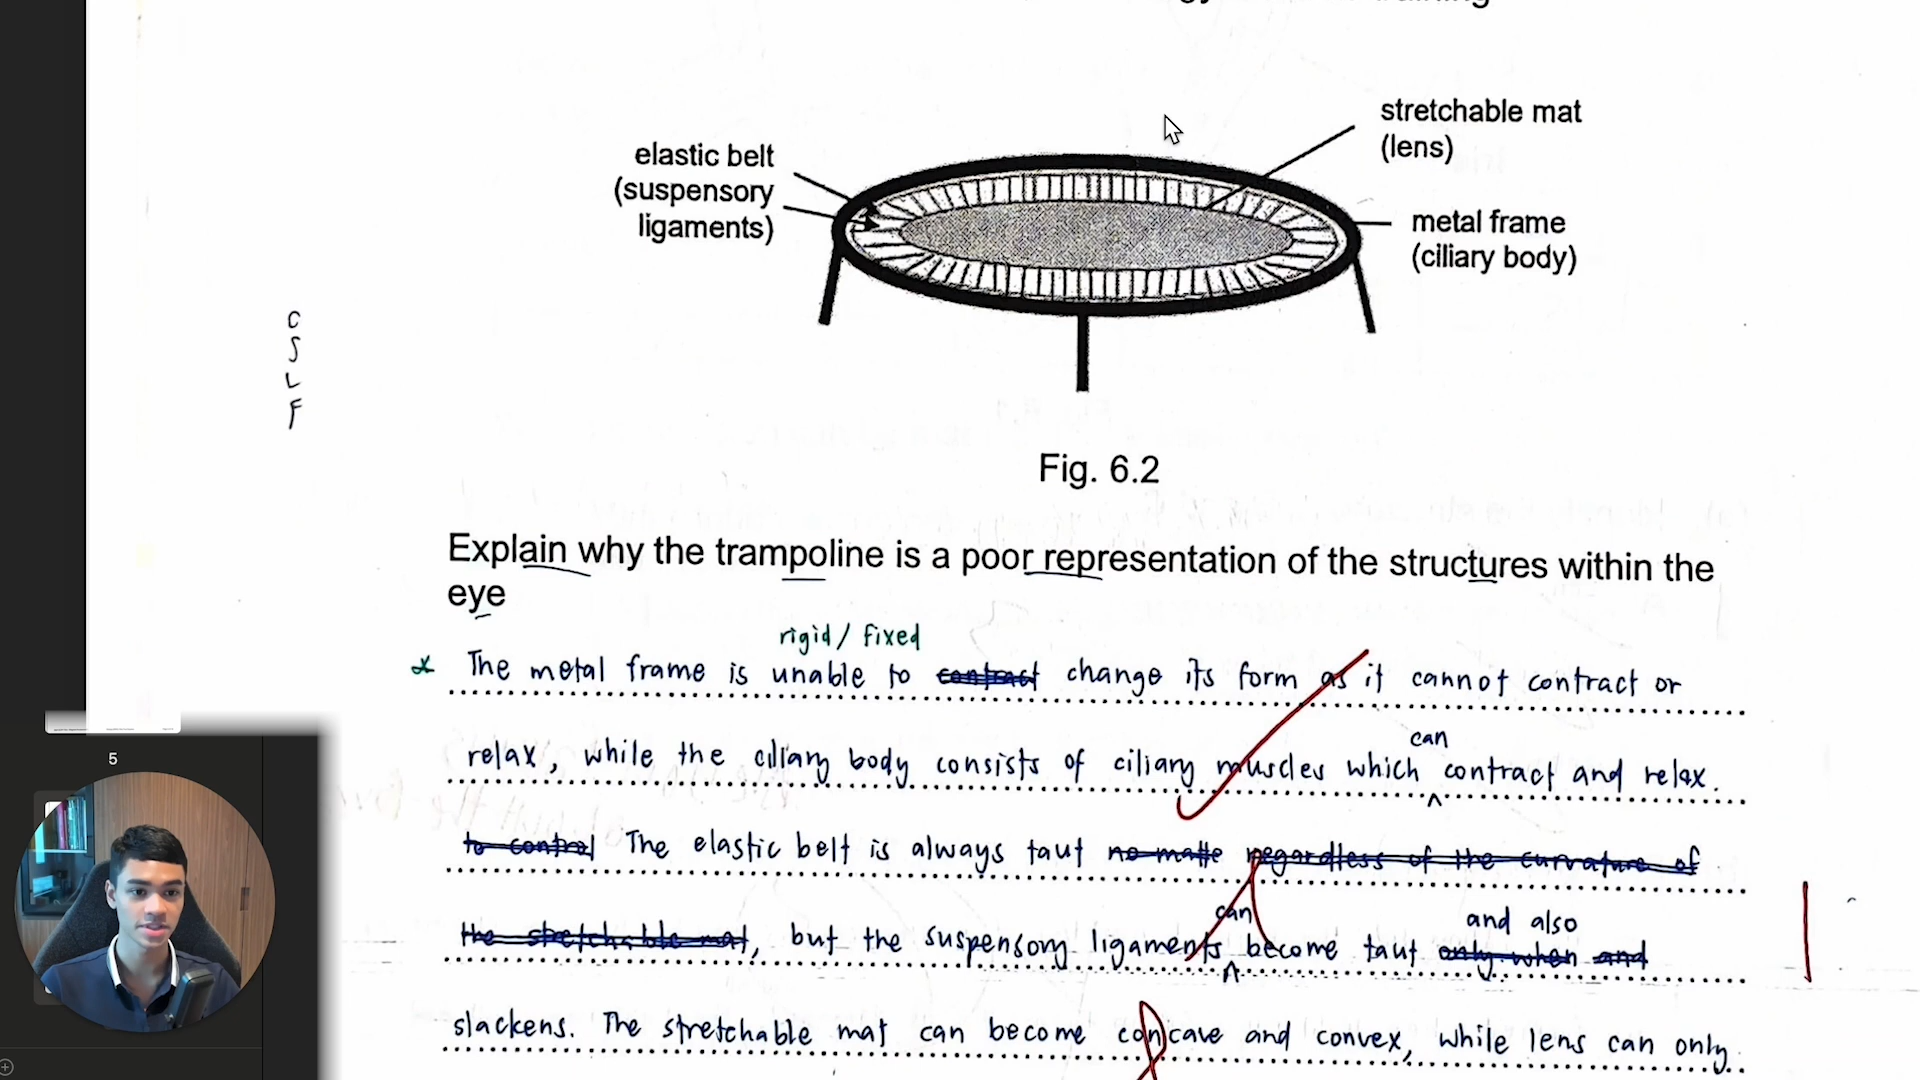 elastic belt
(suspensory
ligaments)
stretchable mat
(lens)
metal frame
(ciliary body)
C
S
L
F
Fig. 6.2
Explain why the trampoline is a poor representation of the structures within the
eye
rigid / fixed
The metal frame is unable to contract change its form as it cannot contract or
can
relax, while the ciliary body consists of ciliary muscles which contract and relax.
to control The elastic belt is always taut no matte regardless of the curvature of
can and also
the stretchable mat, but the suspensory ligaments become taut only when and
slackens. The stretchable mat can become concave and convex, while lens can only
5